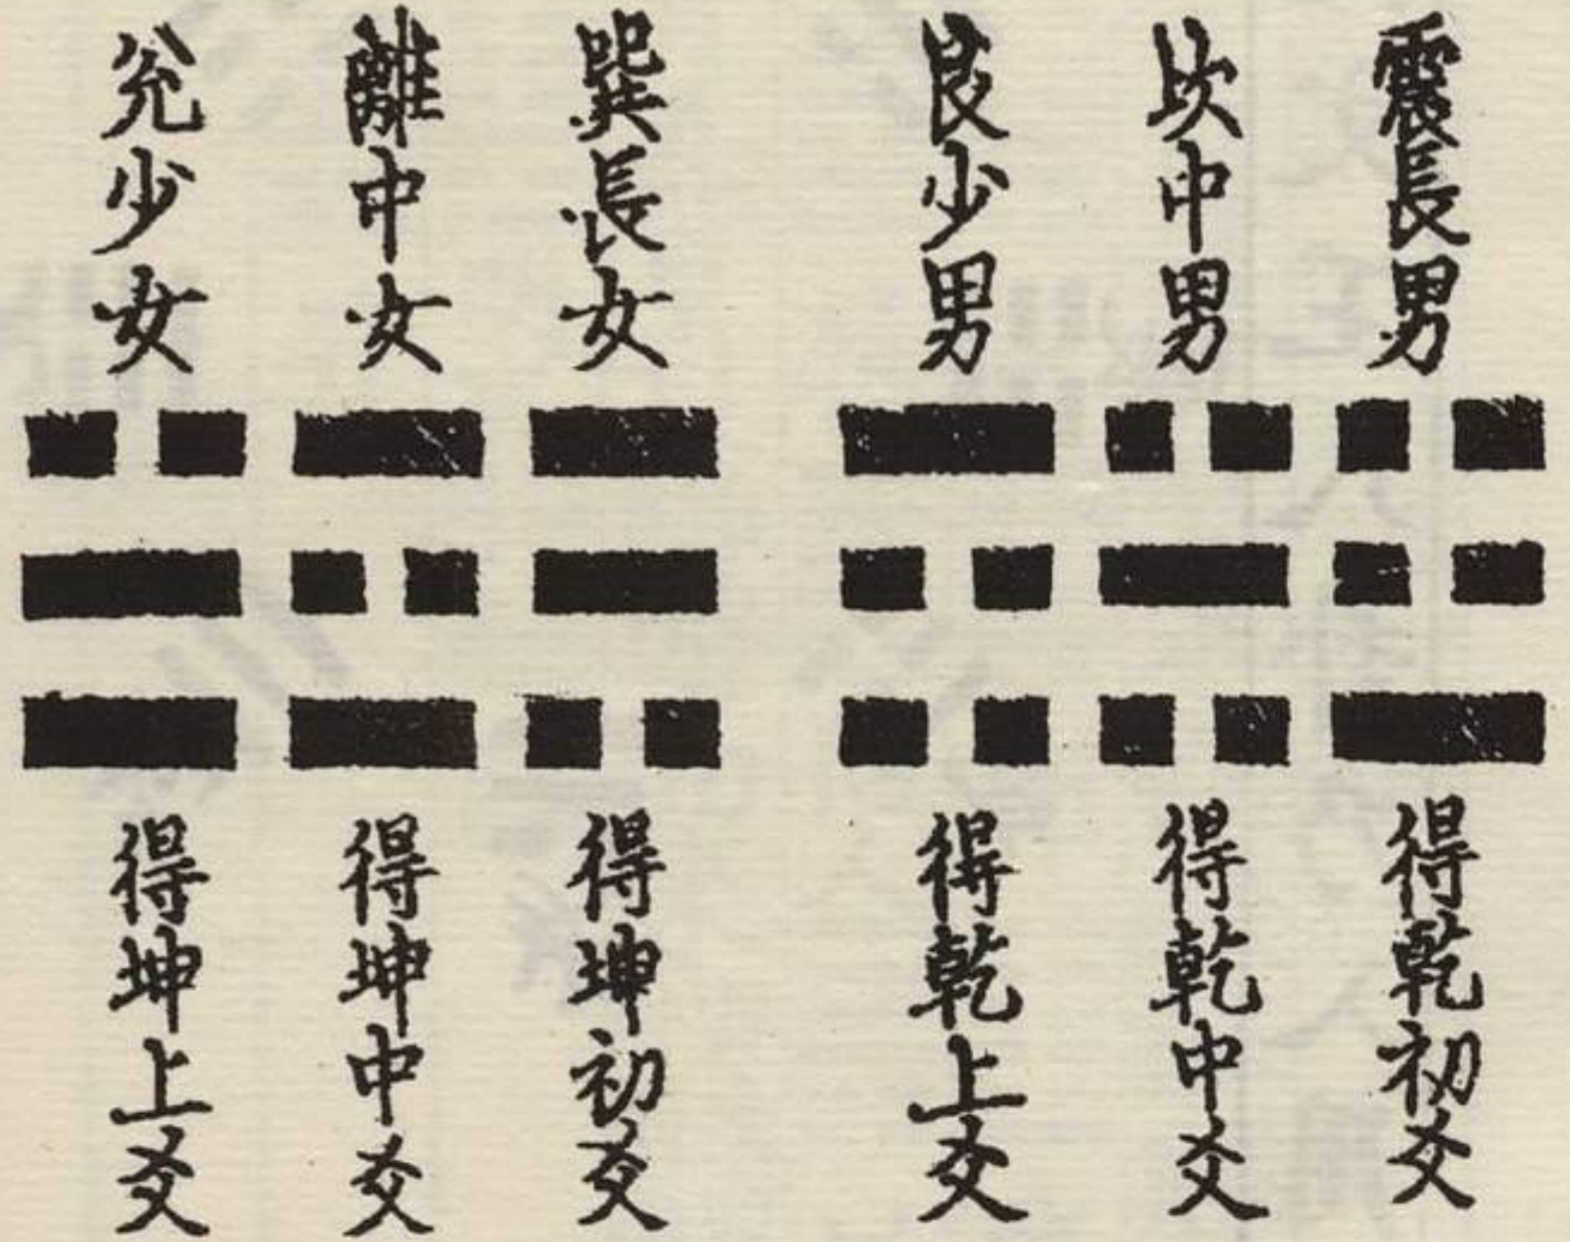 震長男
得乾初爻
坎中男
得乾中爻
艮少男
得乾上爻
巽長女
得坤初爻
離中女
得坤中爻
兊少女
得坤上爻